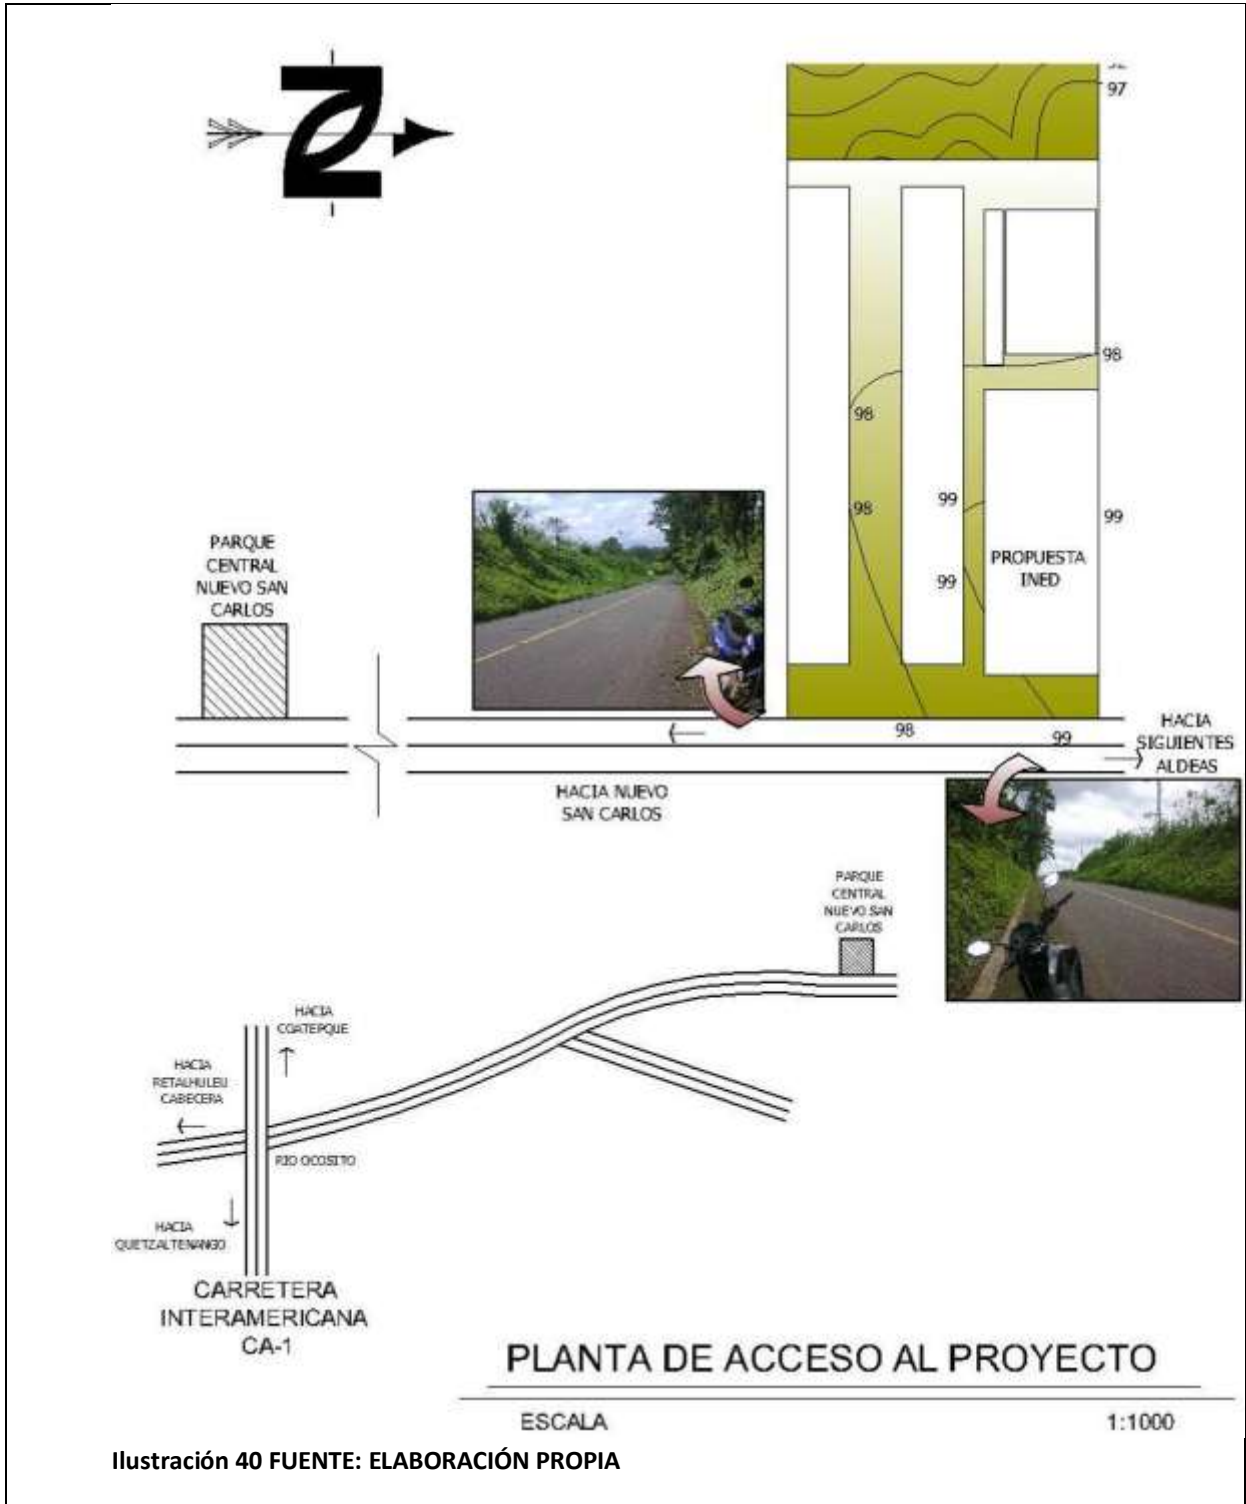 N
97
98
98
98
99
99
99
PROPUESTA
INED
PARQUE
CENTRAL
NUEVO SAN
CARLOS
98
99
HACIA
SIGUIENTES
ALDEAS
HACIA NUEVO
SAN CARLOS
PARQUE
CENTRAL
NUEVO SAN
CARLOS
HACIA
COATEPQUE
HACIA
RETALHULEU
CABECERA
RIO OCOSITO
HACIA
QUETZALTENANGO
CARRETERA
INTERAMERICANA
CA-1
PLANTA DE ACCESO AL PROYECTO
ESCALA 1:1000
Ilustración 40 FUENTE: ELABORACIÓN PROPIA